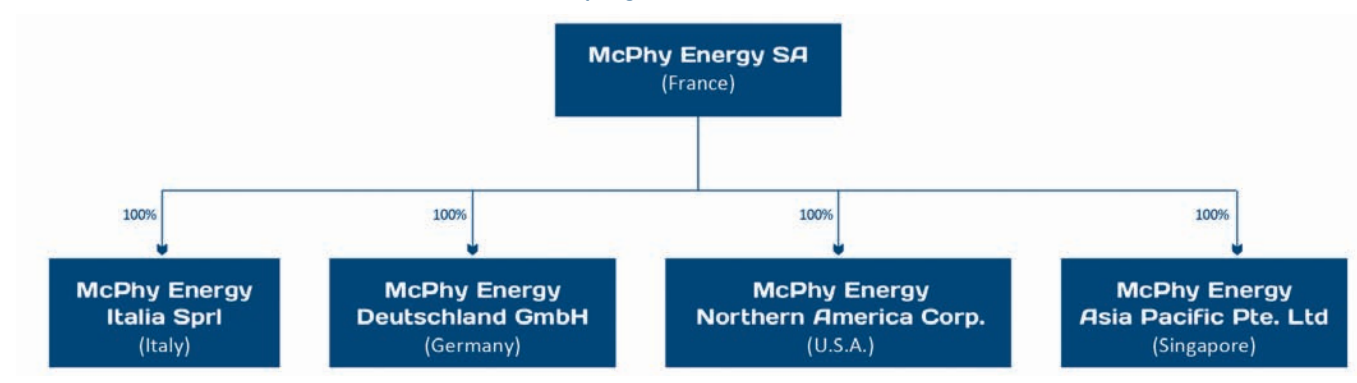 McPhy Energy SA
(France)
100%
100%
100%
100%
McPhy Energy
Italia Sprl
(Italy)
McPhy Energy
Deutschland GmbH
(Germany)
McPhy Energy
Northern America Corp.
(U.S.A.)
McPhy Energy
Asia Pacific Pte. Ltd
(Singapore)